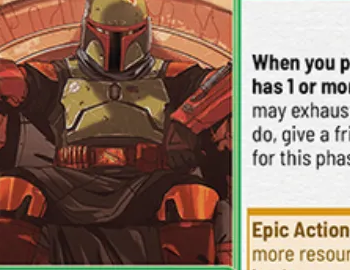 When you p
has 1 or mor
may exhaus
do, give a fri
for this phas
Epic Action
more resour